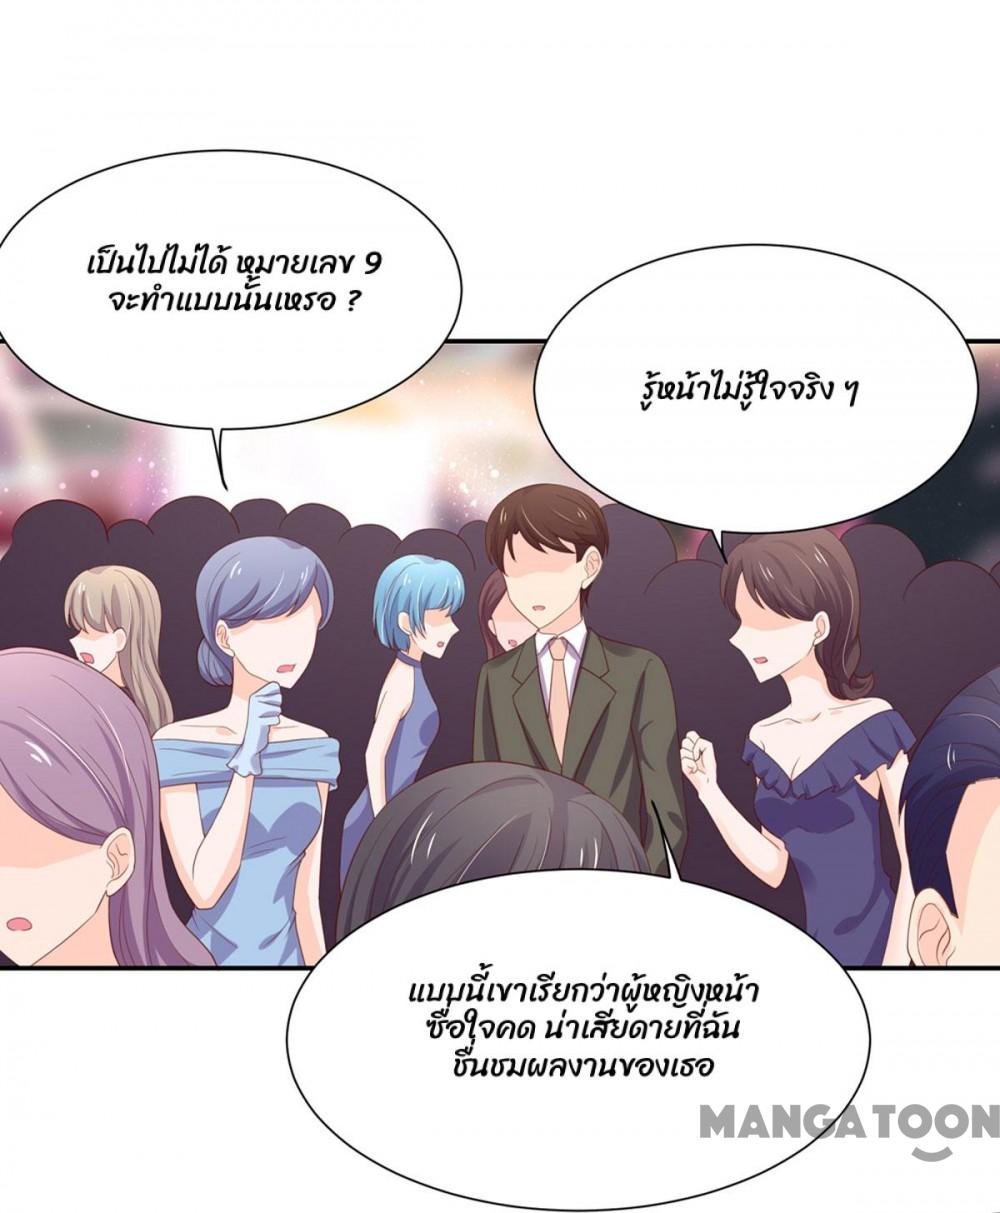 เป็นไปไม่ได้ หมายเลข 9
จะทำแบบนั้นเหรอ ?
รู้หน้าไม่รู้ใจจริง ๆ
แบบนี้เขาเรียกว่าผู้หญิงหน้า
ซื่อใจคด น่าเสียดายที่ฉัน
ชื่นชมผลงานของเธอ
MANGATOON